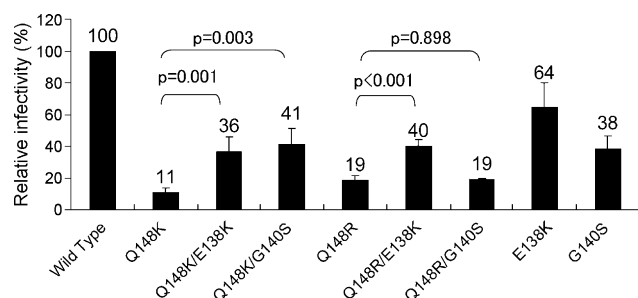 Relative infectivity (%)
120
100
80
60
40
20
0
100
11
36
41
19
40
19
64
38
p=0.003
p=0.001
p=0.898
p<0.001
Wild Type
Q148K
Q148K/E138K
Q148K/G140S
Q148R
Q148R/E138K
Q148R/G140S
E138K
G140S